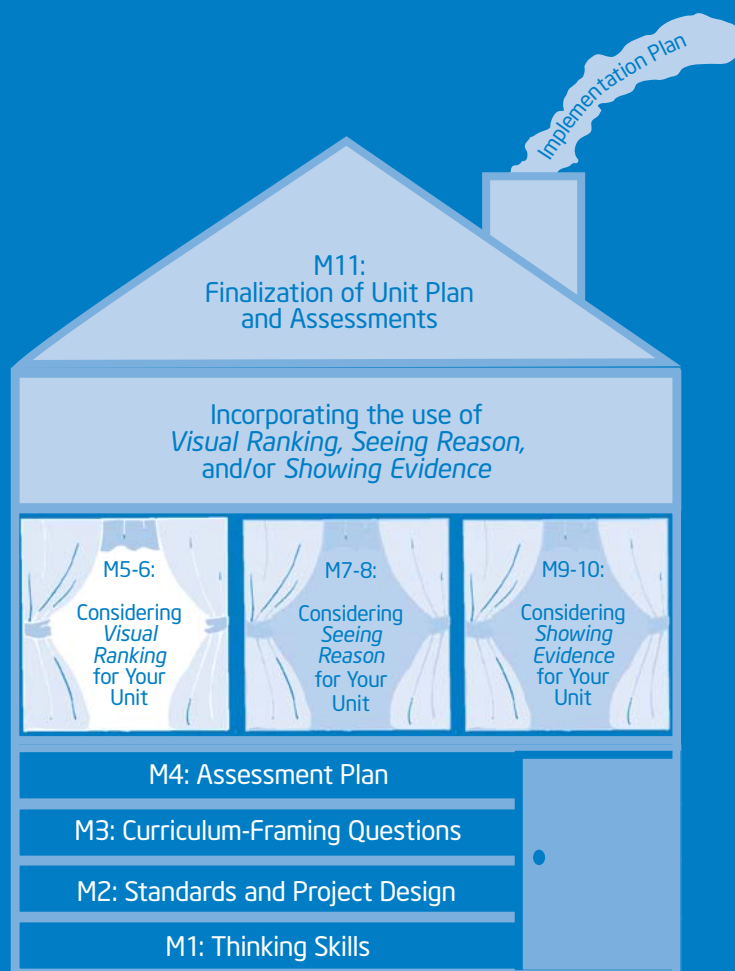 Implementation Plan
M11:
Finalization of Unit Plan
and Assessments
Incorporating the use of
Visual Ranking, Seeing Reason,
and/or Showing Evidence
M5-6:
Considering
Visual
Ranking
for Your
Unit
M7-8:
Considering
Seeing
Reason
for Your
Unit
M9-10:
Considering
Showing
Evidence
for Your
Unit
M4: Assessment Plan
M3: Curriculum-Framing Questions
M2: Standards and Project Design
M1: Thinking Skills